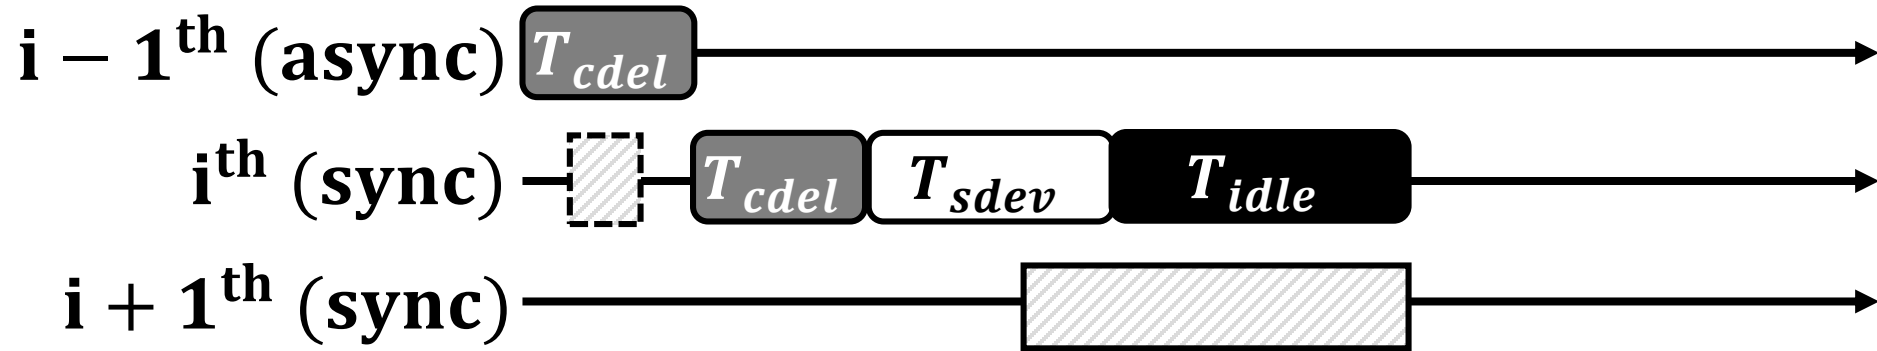 i − 1th (async) Tcdel
ith (sync) Tcdel Tsdev Tidle
i + 1th (sync)